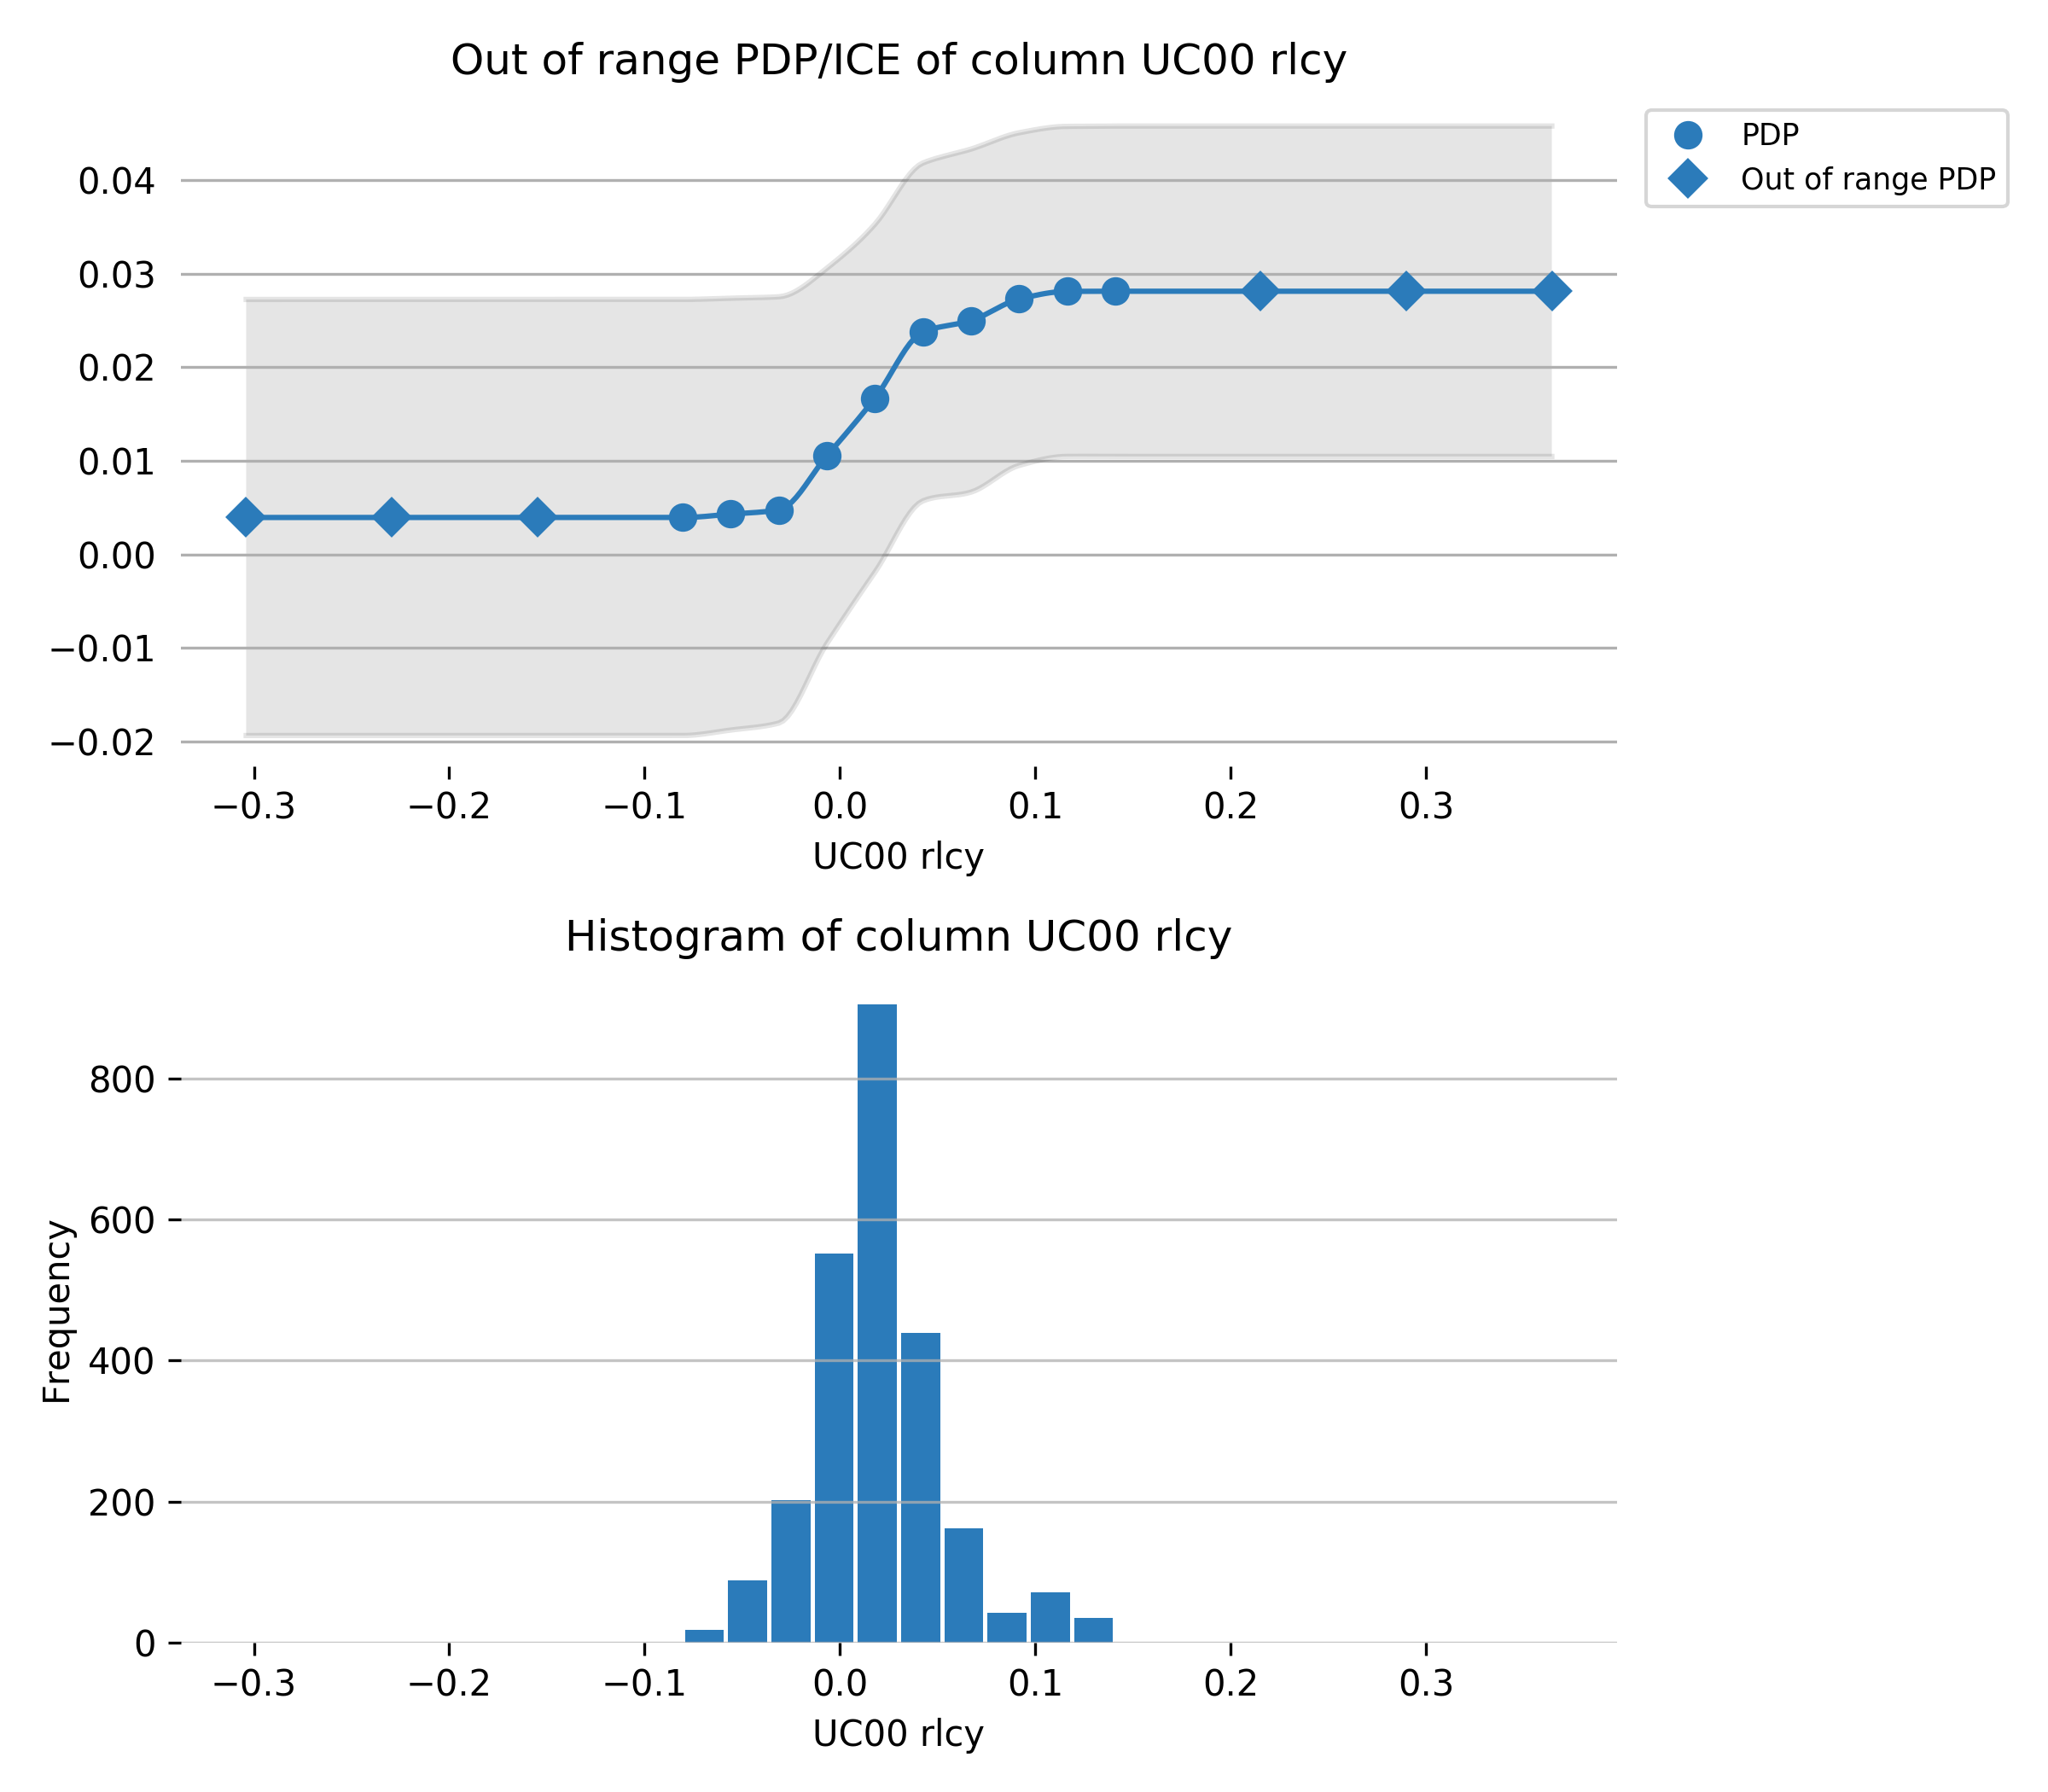 Out of range PDP/ICE of column UC00 rlcy
PDP
Out of range PDP
0.04
0.03
0.02
0.01
0.00
−0.01
−0.02
−0.3 −0.2 −0.1 0.0 0.1 0.2 0.3
UC00 rlcy
Histogram of column UC00 rlcy
Frequency
800
600
400
200
0
−0.3 −0.2 −0.1 0.0 0.1 0.2 0.3
UC00 rlcy